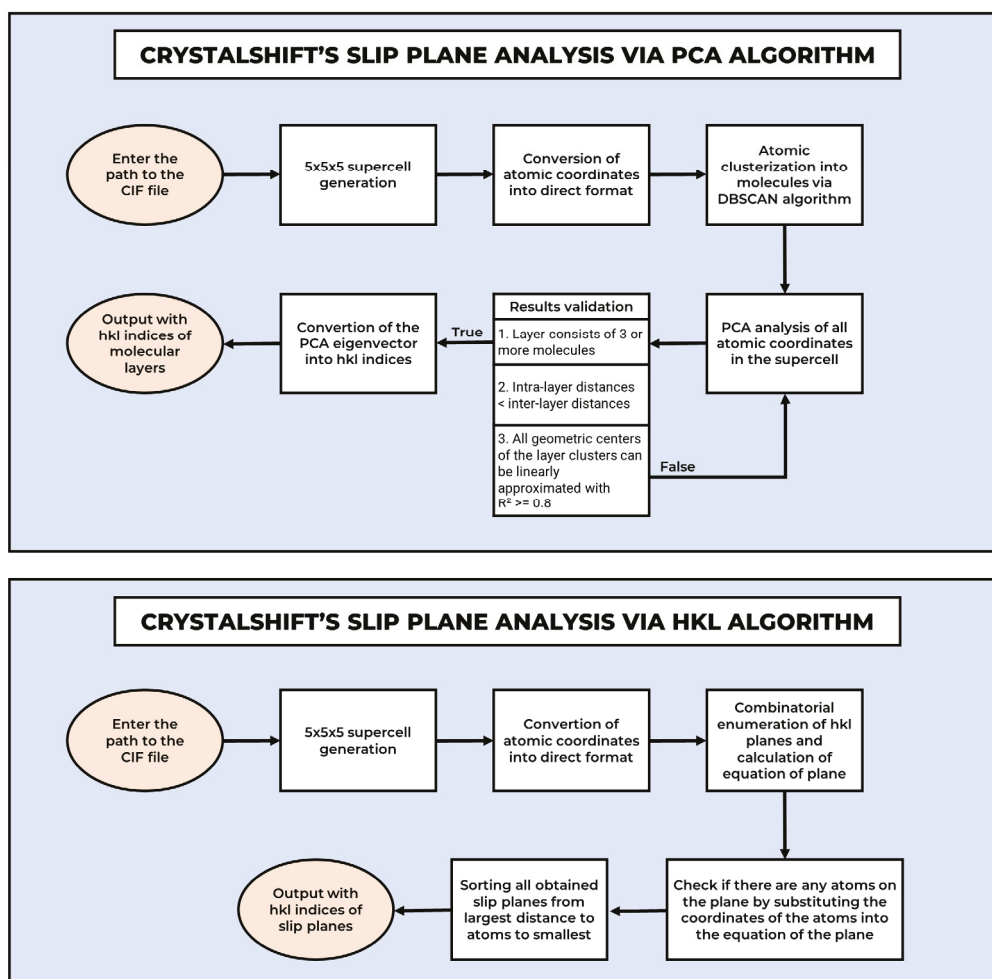 CRYSTALSHIFT'S SLIP PLANE ANALYSIS VIA PCA ALGORITHM
Enter the
path to the
CIF file
5x5x5 supercell
generation
Conversion of
atomic coordinates
into direct format
Atomic
clusterization into
molecules via
DBSCAN algorithm
PCA analysis of all
atomic coordinates
in the supercell
Results validation
1. Layer consists of 3 or
more molecules
2. Intra-layer distances
< inter-layer distances
3. All geometric centers
of the layer clusters can
be linearly
approximated with
R² >= 0.8
False
True
Convertion of the
PCA eigenvector
into hkl indices
Output with
hkl indices of
molecular
layers
CRYSTALSHIFT'S SLIP PLANE ANALYSIS VIA HKL ALGORITHM
Enter the
path to the
CIF file
5x5x5 supercell
generation
Convertion of
atomic coordinates
into direct format
Combinatorial
enumeration of hkl
planes and
calculation of
equation of plane
Check if there are any atoms on
the plane by substituting the
coordinates of the atoms into
the equation of the plane
Sorting all obtained
slip planes from
largest distance to
atoms to smallest
Output with
hkl indices of
slip planes